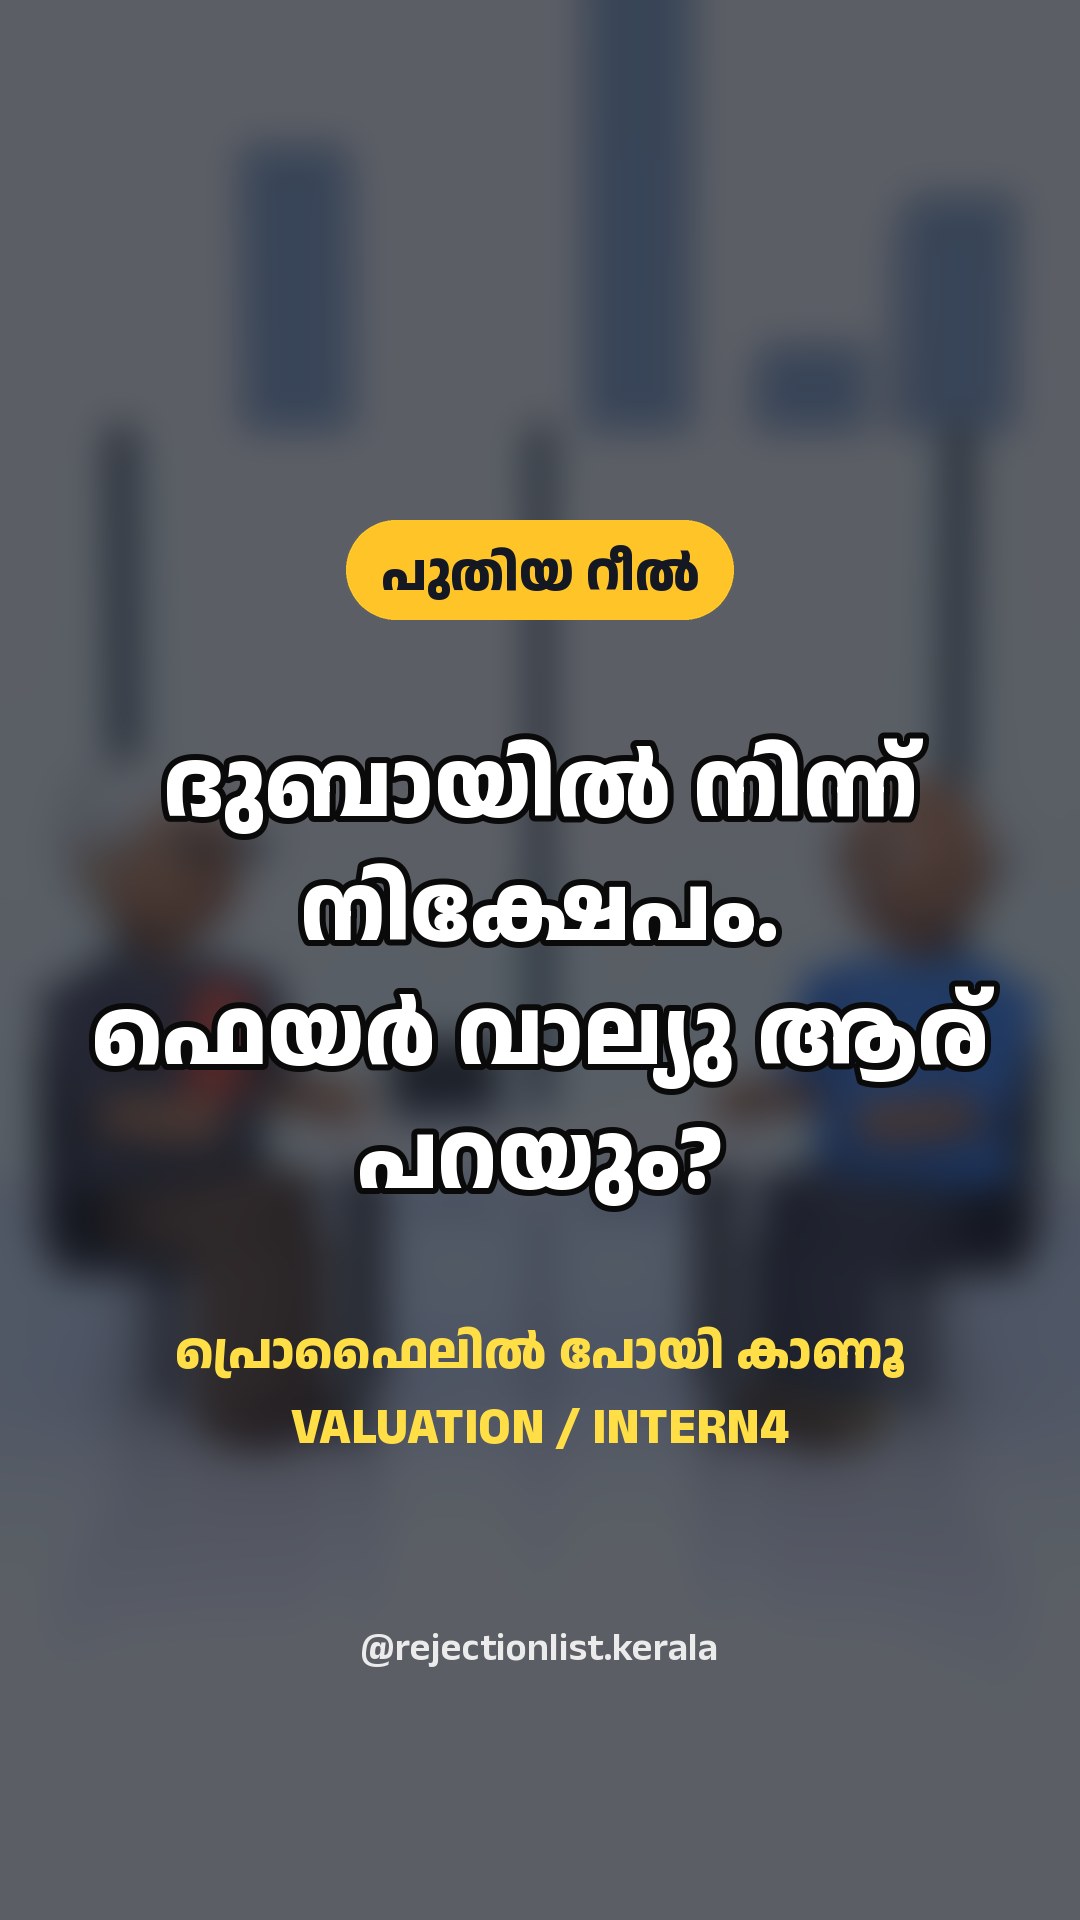 പുതിയ റീൽ
ദുബായിൽ നിന്ന്
നിക്ഷേപം.
ഫെയർ വാല്യു ആര്
പറയും?
പ്രൊഫൈലിൽ പോയി കാണൂ
VALUATION / INTERN4
@rejectionlist.kerala